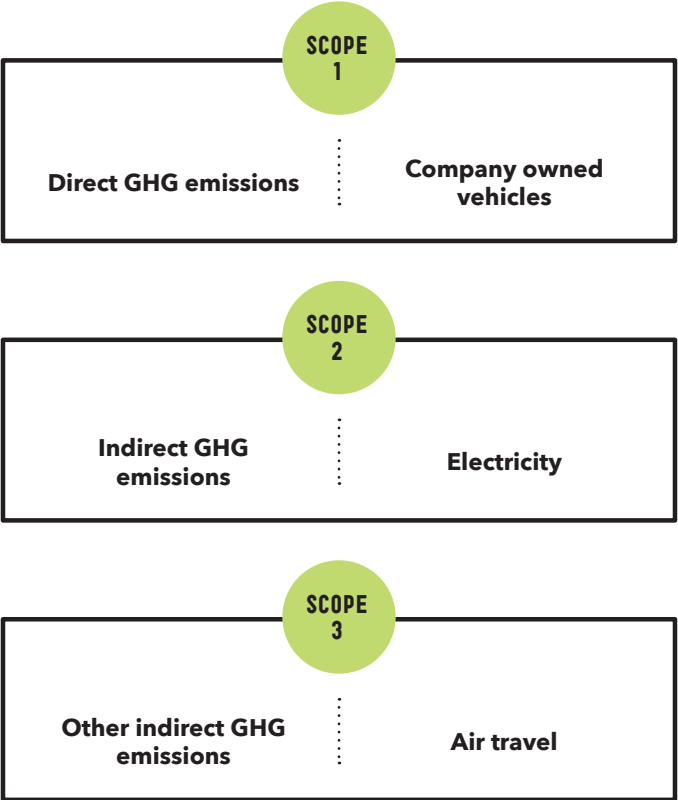 SCOPE
1
Direct GHG emissions
Company owned
vehicles
SCOPE
2
Indirect GHG
emissions
Electricity
SCOPE
3
Other indirect GHG
emissions
Air travel